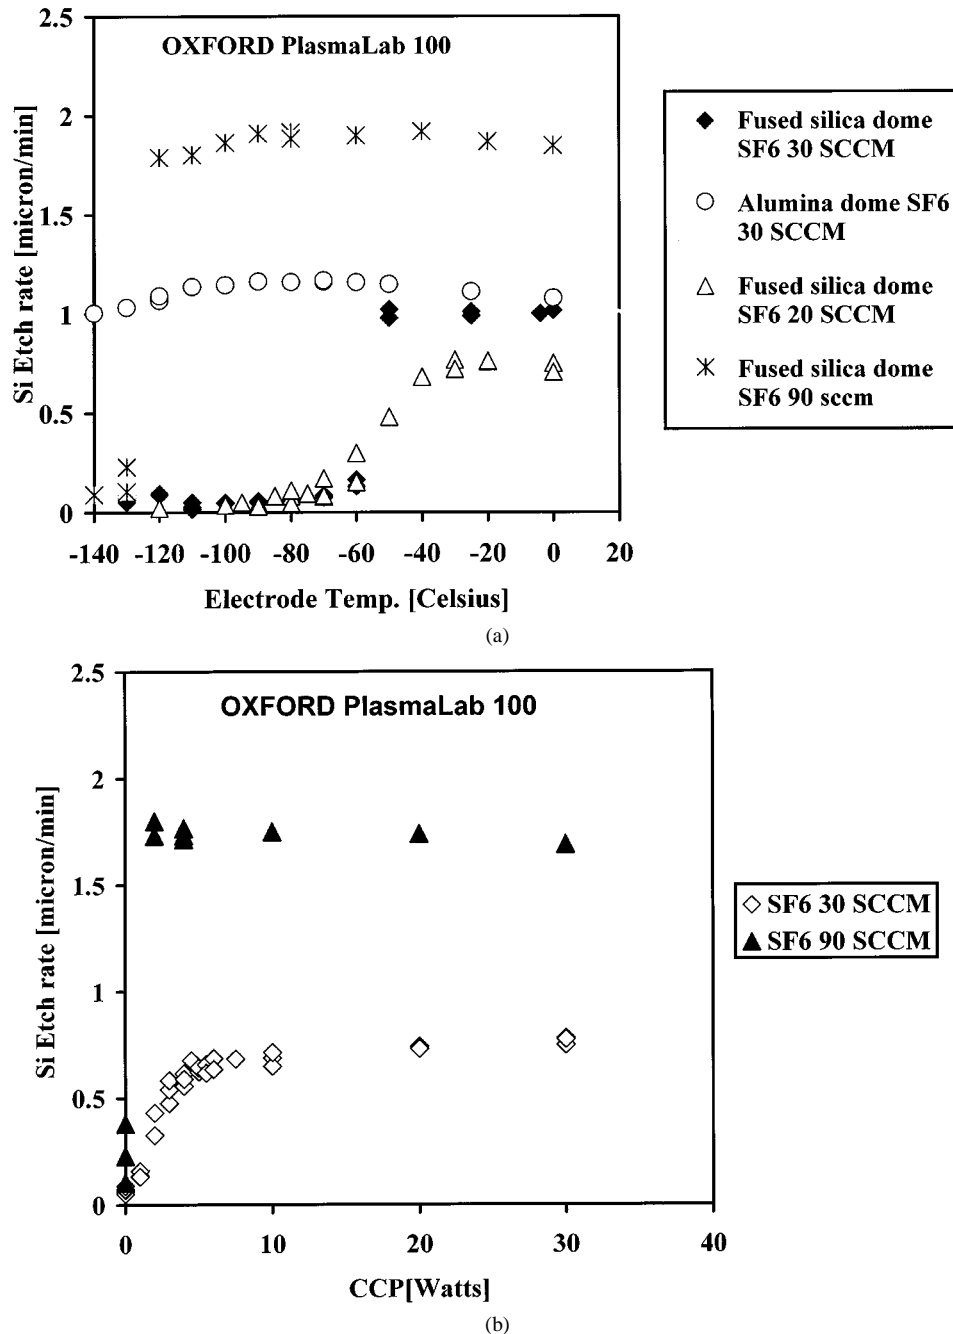 2.5
OXFORD PlasmaLab 100
2
1.5
1
0.5
0
Si Etch rate [micron/min]
-140 -120 -100 -80 -60 -40 -20 0 20
Electrode Temp. [Celsius]
Fused silica dome
SF6 30 SCCM
Alumina dome SF6
30 SCCM
Fused silica dome
SF6 20 SCCM
Fused silica dome
SF6 90 sccm
(a)
2.5
OXFORD PlasmaLab 100
2
1.5
1
0.5
0
Si Etch rate [micron/min]
0 10 20 30 40
CCP[Watts]
SF6 30 SCCM
SF6 90 SCCM
(b)